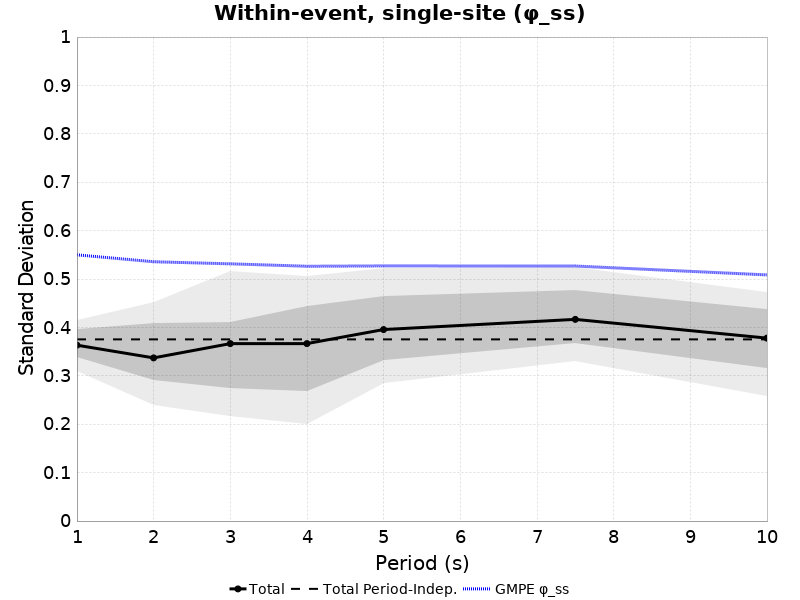 Within-event, single-site (φ_ss)
1
0.9
0.8
0.7
0.6
0.5
0.4
0.3
0.2
0.1
0
Standard Deviation
1 2 3 4 5 6 7 8 9 10
Period (s)
Total Total Period-Indep. GMPE φ_ss